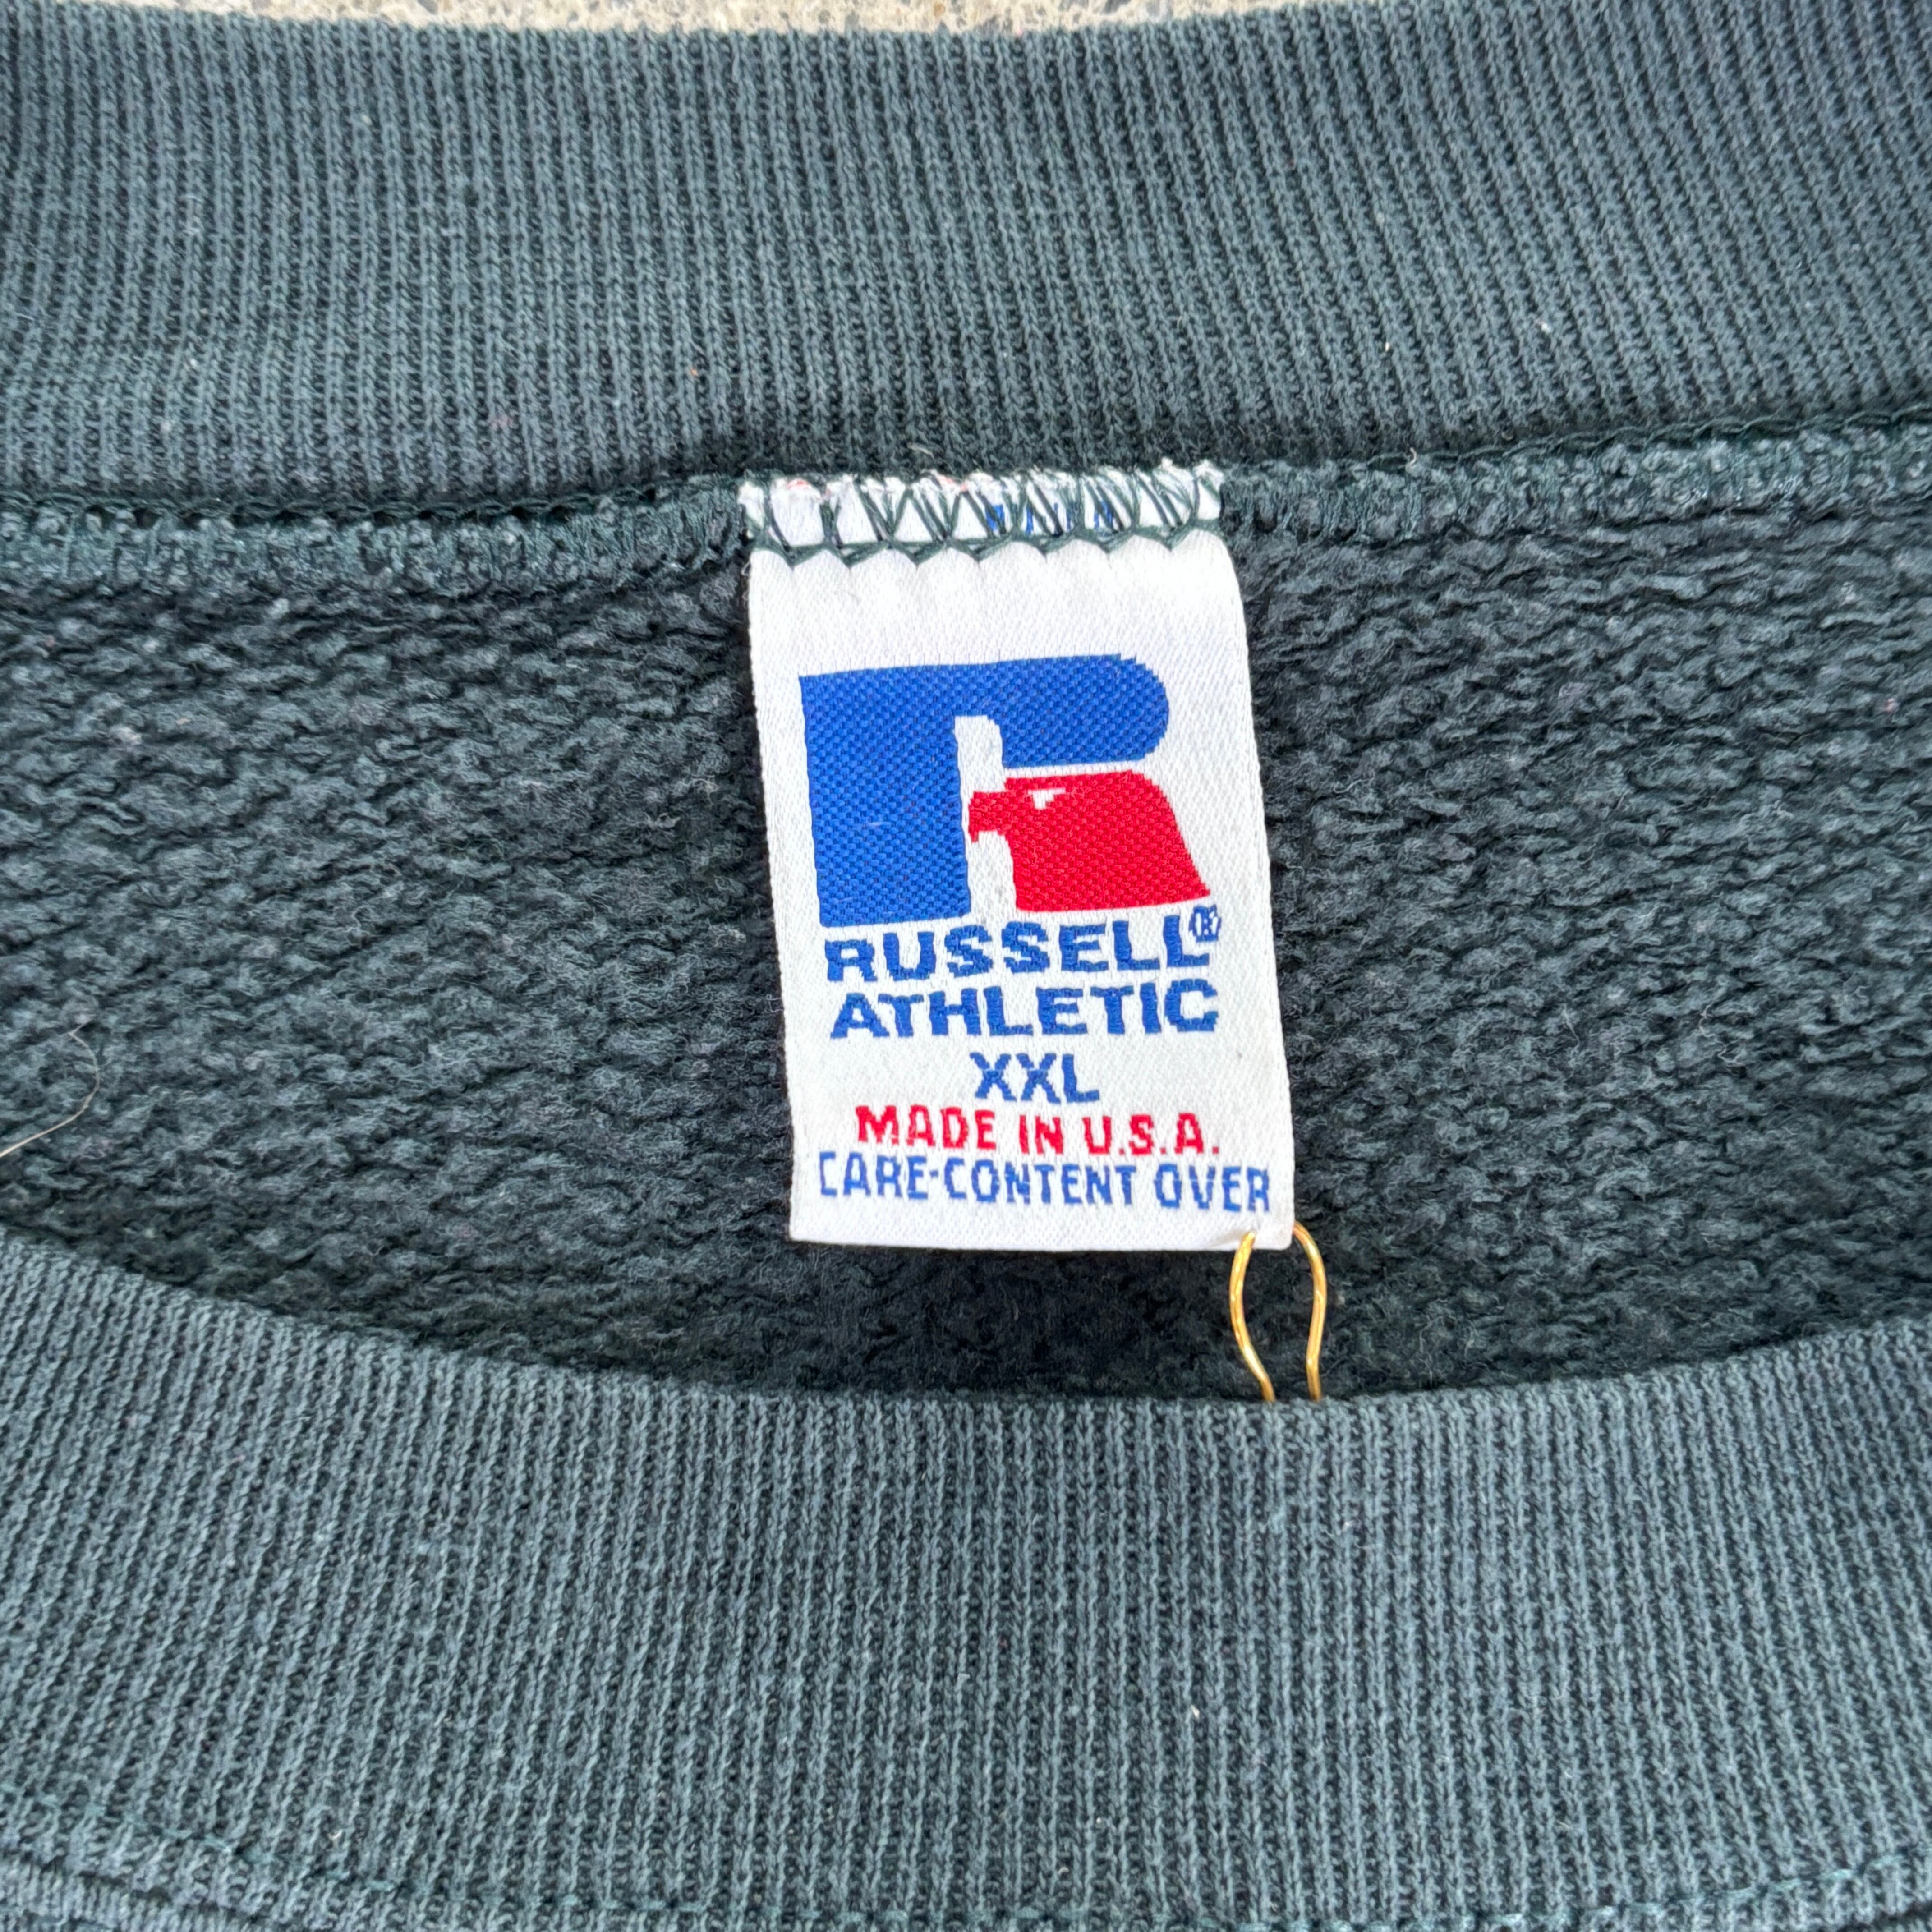 RUSSELL®
ATHLETIC
XXL
MADE IN U.S.A.
CARE-CONTENT OVER